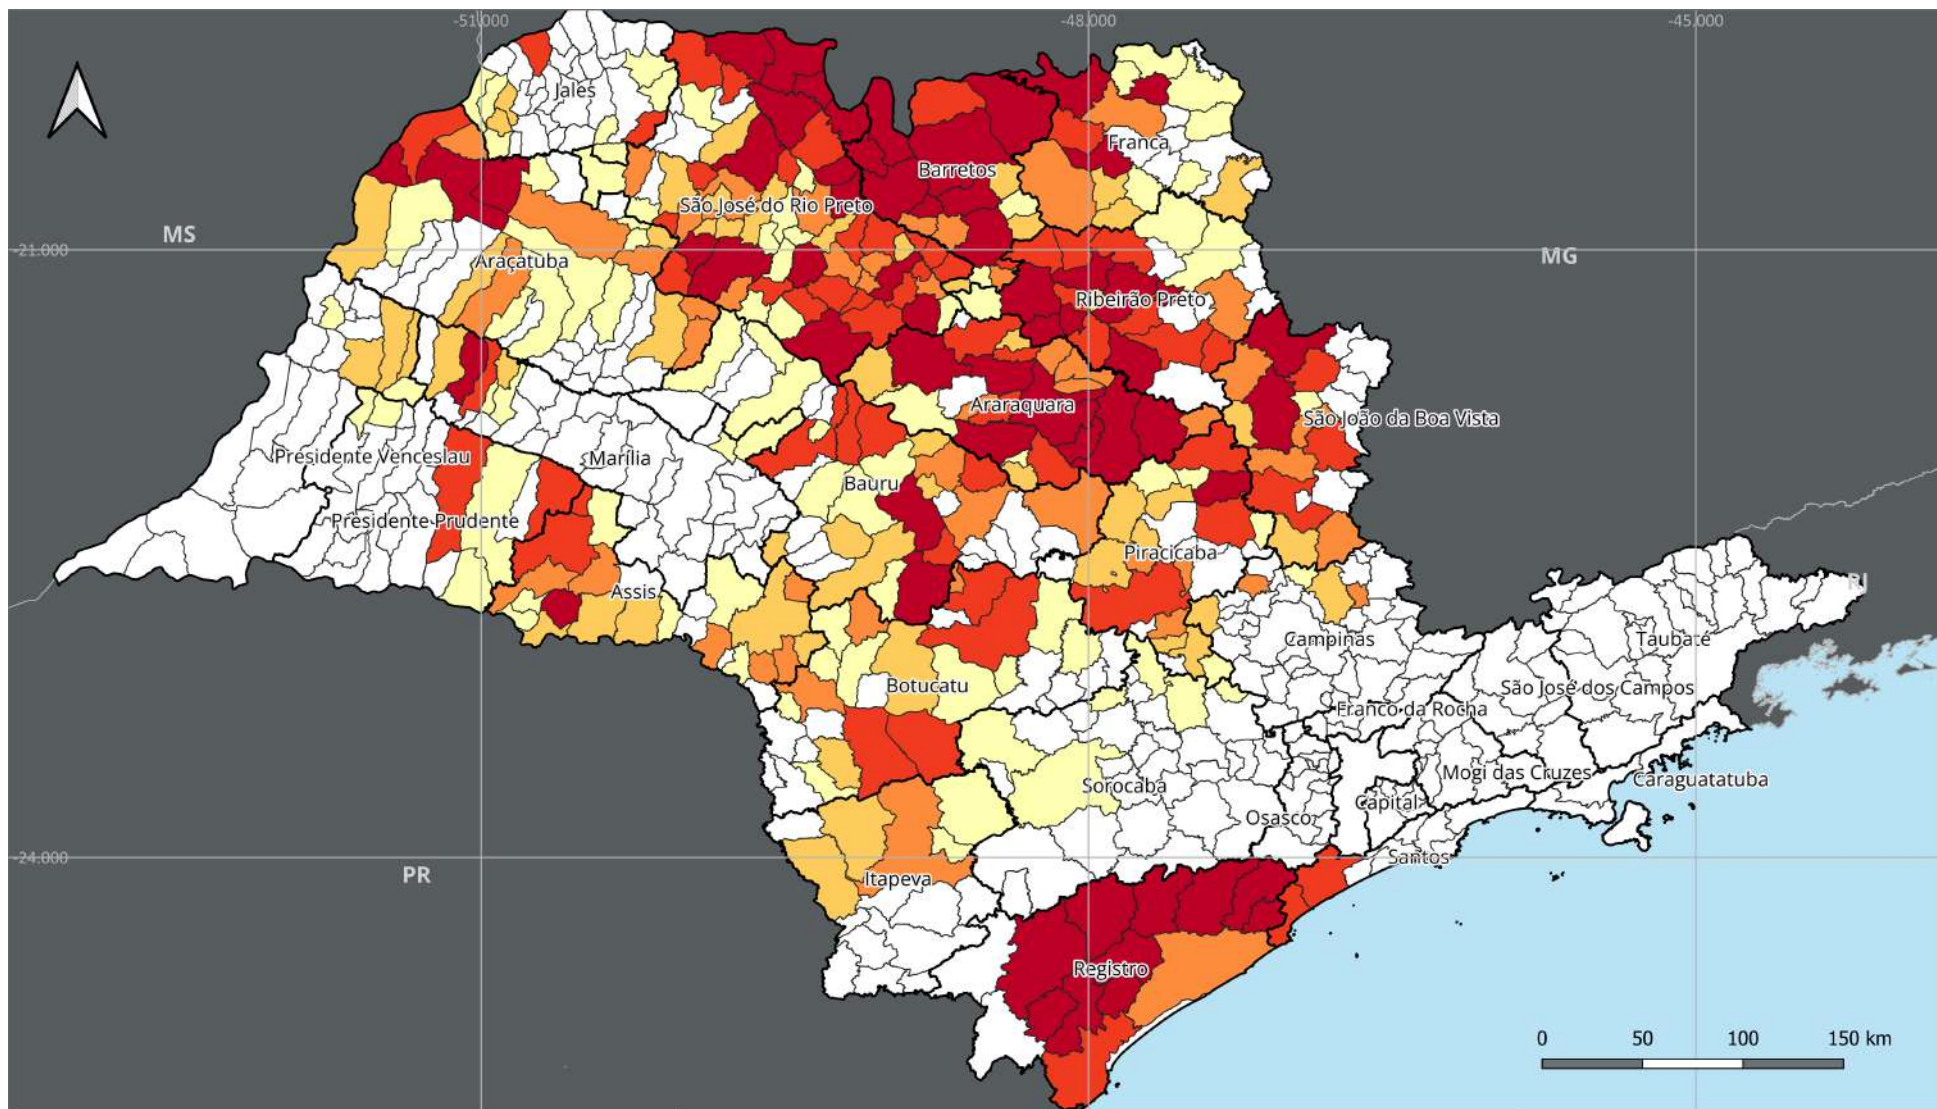 -51.000
-48.000
-45.000
Jales
Franca
Barretos
São José do Rio Preto
MS
-21.000
MG
Araçatuba
Ribeirão Preto
Araraquara
São João da Boa Vista
Presidente Venceslau
Marília
Bauru
Presidente Prudente
Piracicaba
Assis
RJ
Campinas
Taubaté
Botucatu
São José dos Campos
Franco da Rocha
Mogi das Cruzes
Caraguatatuba
Sorocaba
Capital
Osasco
-24.000
Santos
PR
Itapeva
Registro
0 50 100 150 km